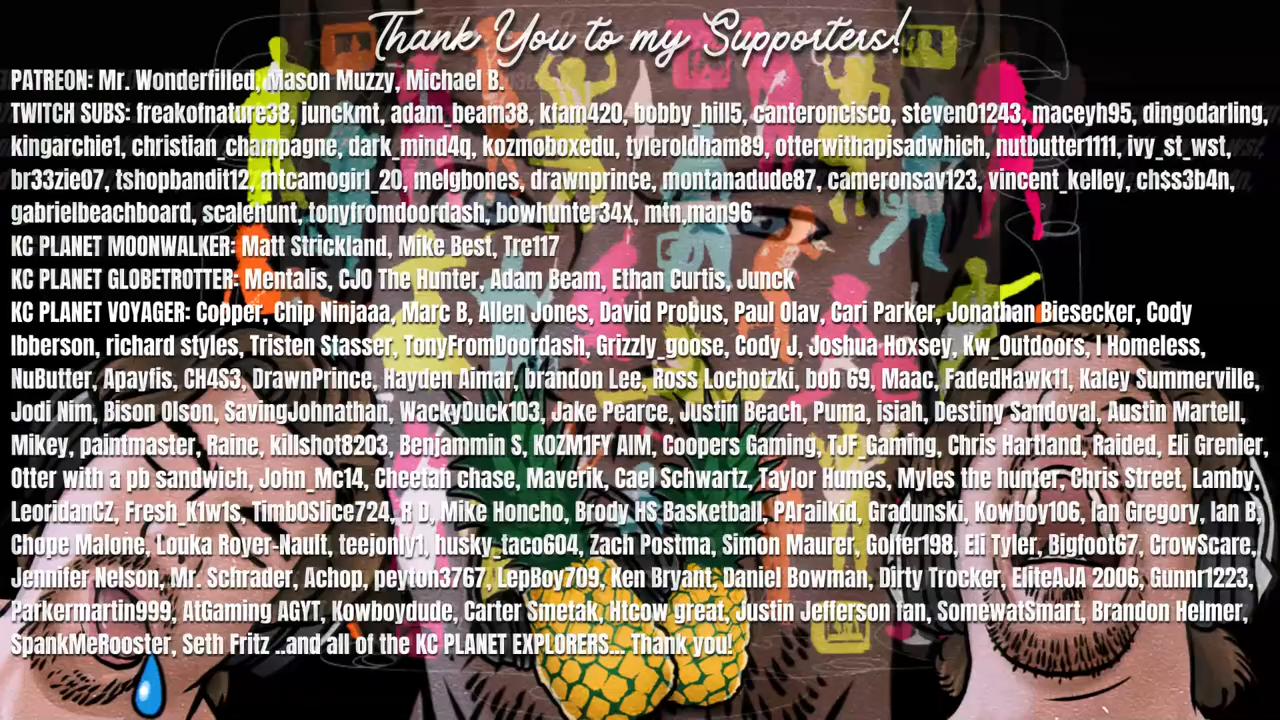 Thank You to my Supporters!
PATREON: Mr. Wonderfilled, Mason Muzzy, Michael B.
TWITCH SUBS: freakofnature38, junckmt, adam_beam38, kfam420, bobby_hill5, canteroncisco, steven01243, maceyh95, dingodarling,
kingarchie1, christian_champagne, dark_mind4q, kozmoboxedu, tyleroldham89, otterwithapjsadwhich, nutbutter1111, ivy_st_wst,
br33zie07, tshopbandit12, mtcamogirl_20, melgbones, drawnprince, montanadude87, cameronsav123, vincent_kelley, ch$s3b4n,
gabrielbeachboard, scalehunt, tonyfromdoordash, bowhunter34x, mtn,man96
KC PLANET MOONWALKER: Matt Strickland, Mike Best, Tre117
KC PLANET GLOBETROTTER: Mentalis, CJO The Hunter, Adam Beam, Ethan Curtis, Junck
KC PLANET VOYAGER: Copper, Chip Ninjaaa, Marc B, Allen Jones, David Probus, Paul Olav, Cari Parker, Jonathan Biesecker, Cody
Ibberson, richard styles, Tristen Stasser, TonyFromDoordash, Grizzly_goose, Cody J, Joshua Hoxsey, Kw_Outdoors, I Homeless,
NuButter, Apayfis, CH4S3, DrawnPrince, Hayden Aimar, brandon Lee, Ross Lochotzki, bob 69, Maac, FadedHawk11, Kaley Summerville,
Jodi Nim, Bison Olson, SavingJohnathan, WackyDuck103, Jake Pearce, Justin Beach, Puma, isiah, Destiny Sandoval, Austin Martell,
Mikey, paintmaster, Raine, killshot8203, Benjammin S, KOZM1FY AIM, Coopers Gaming, TJF_Gaming, Chris Hartland, Raided, Eli Grenier,
Otter with a pb sandwich, John_Mc14, Cheetah chase, Maverik, Cael Schwartz, Taylor Humes, Myles the hunter, Chris Street, Lamby,
LeoridanCZ, Fresh_K1w1s, TimbOSlice724, R D, Mike Honcho, Brody HS Basketball, PArailkid, Gradunski, Kowboy106, Ian Gregory, Ian B,
Chope Malone, Louka Royer-Nault, teejonly1, husky_taco604, Zach Postma, Simon Maurer, Golfer198, Eli Tyler, Bigfoot67, CrowScare,
Jennifer Nelson, Mr. Schrader, Achop, peyton3767, LepBoy709, Ken Bryant, Daniel Bowman, Dirty Trocker, EliteAJA 2006, Gunnr1223,
Parkermartin999, AtGaming AGYT, Kowboydude, Carter Smetak, Htcow great, Justin Jefferson fan, SomewatSmart, Brandon Helmer,
SpankMeRooster, Seth Fritz ..and all of the KC PLANET EXPLORERS... Thank you!